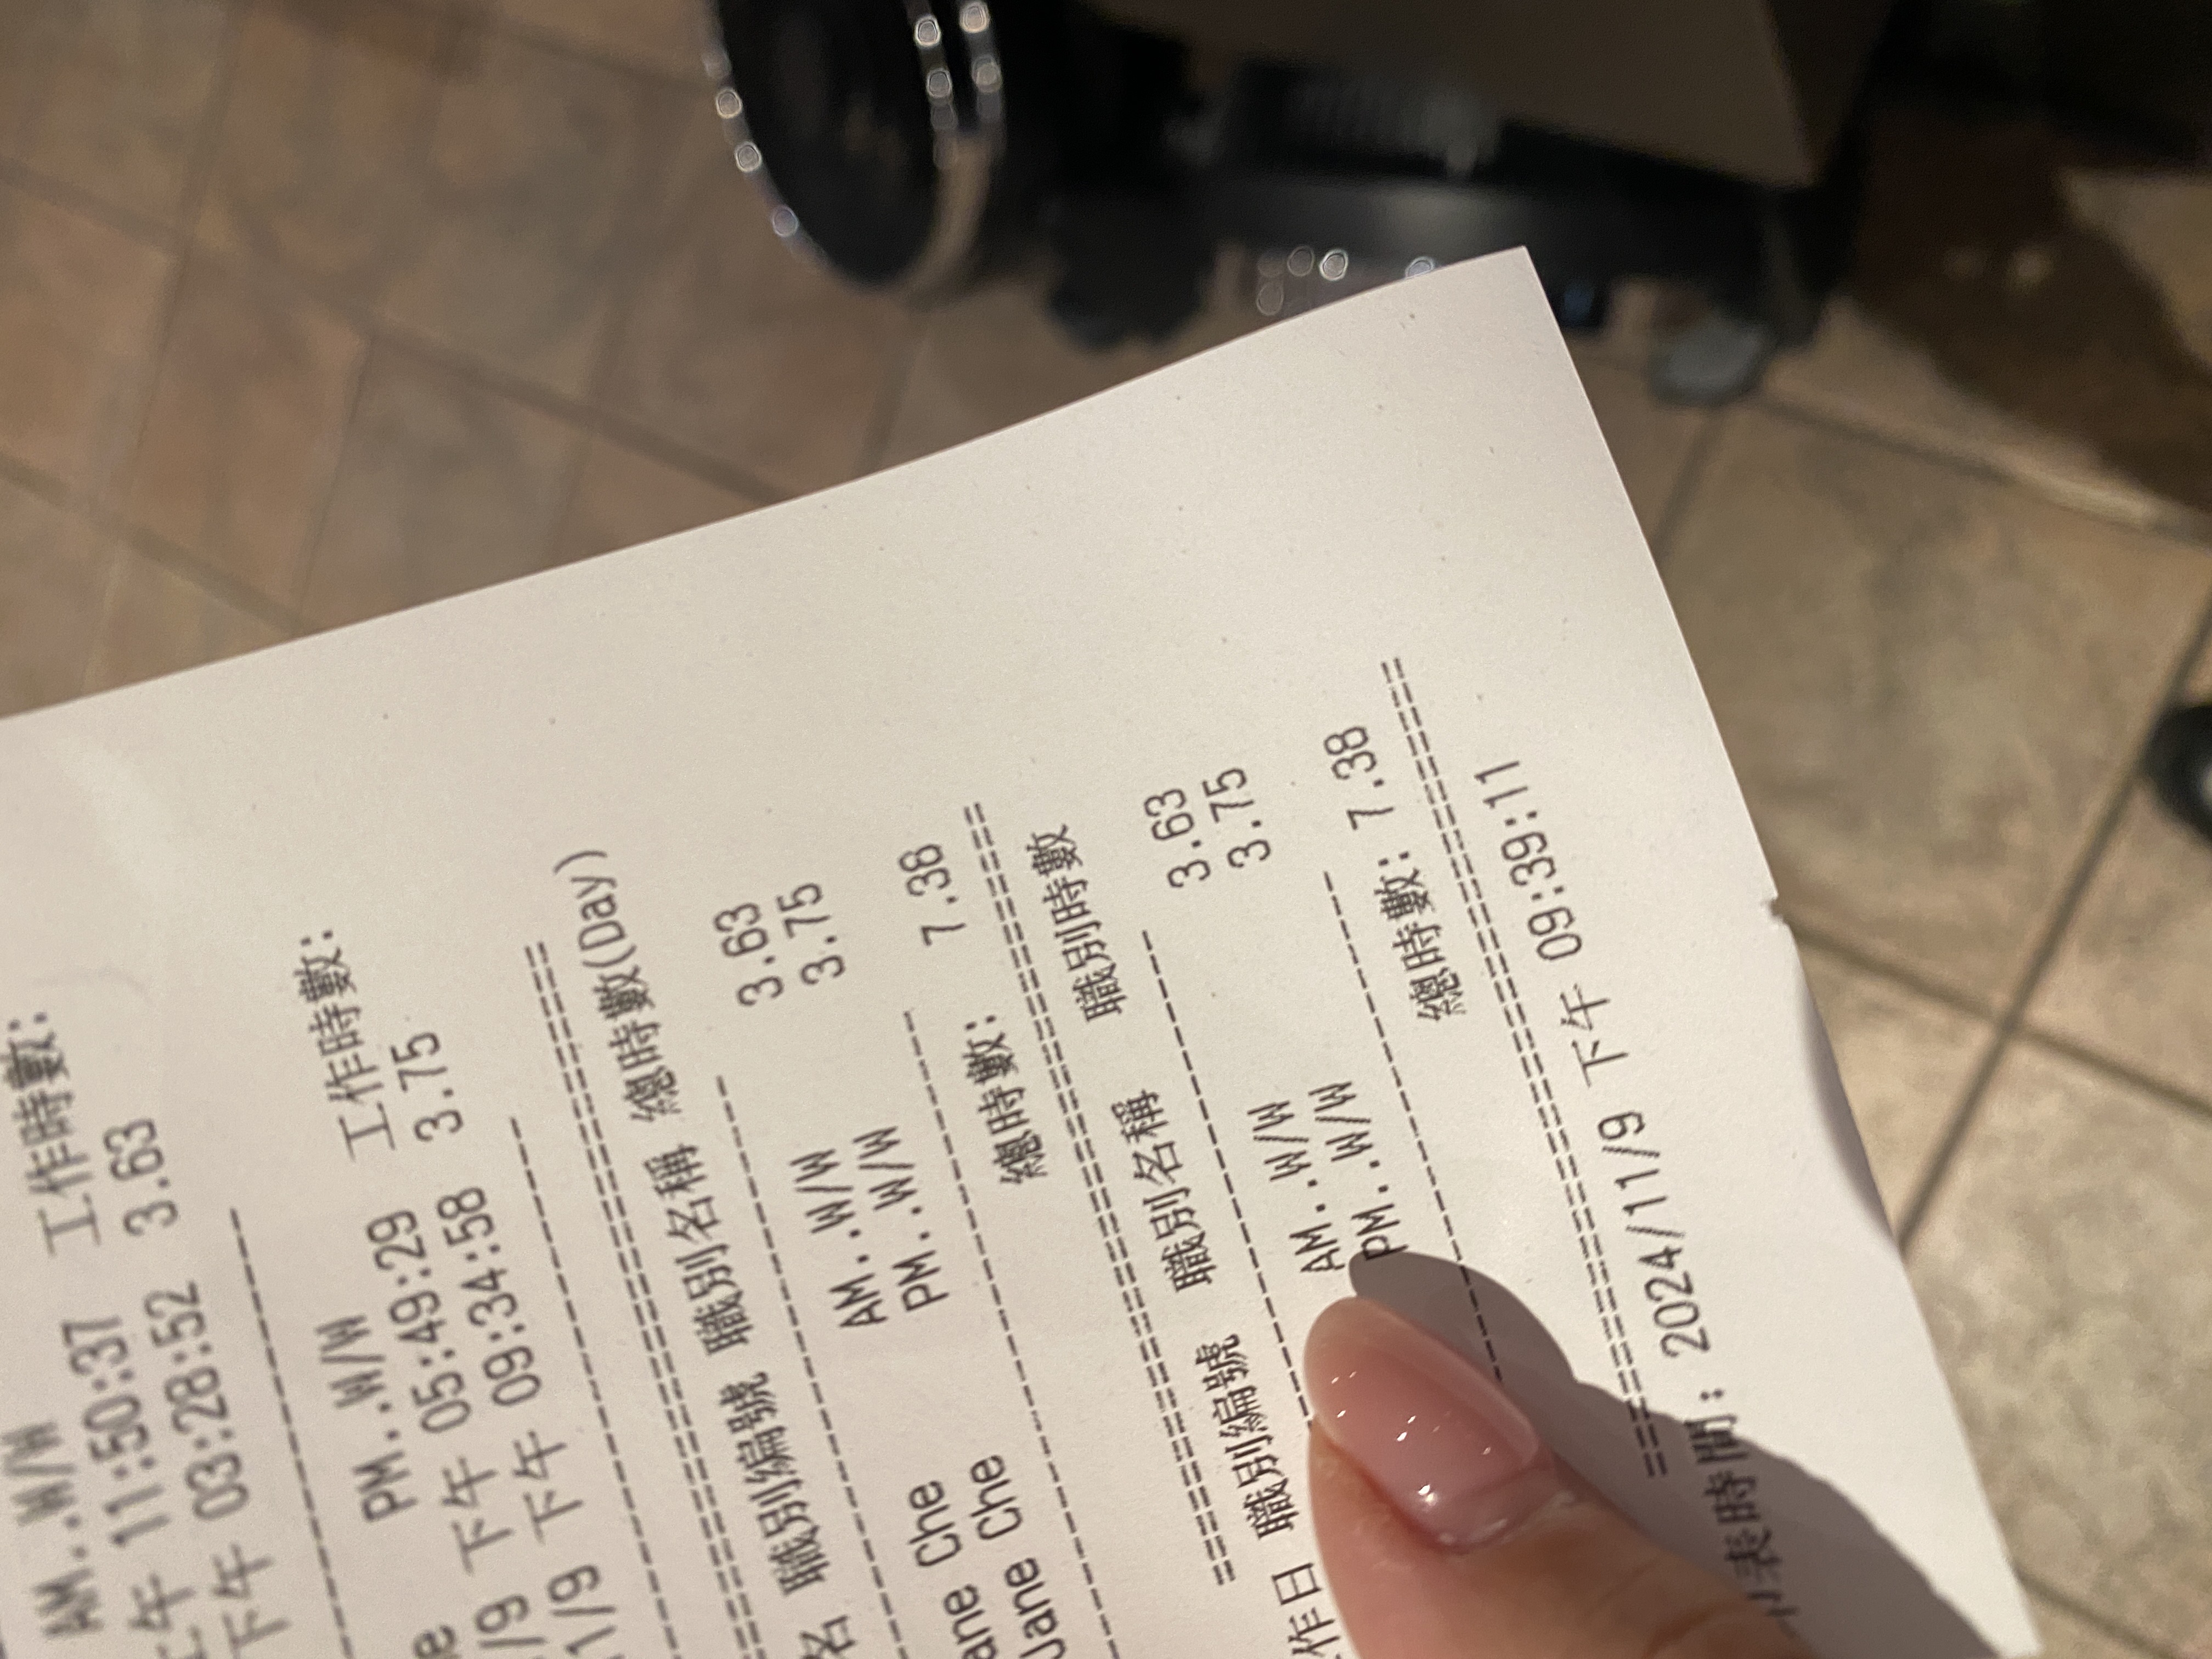 AM..W/W 工作時數:
上午 11:50:37 3.63
下午 03:28:52
PM..W/W 工作時數:
/9 下午 05:49:29 3.75
11/9 下午 09:34:58
名 職別編號 職別名稱 總時數(Day)
ane Che AM..W/W 3.63
Jane Che PM..W/W 3.75
總時數: 7.38
作日 職別編號 職別名稱 職別時數
AM..W/W 3.63
PM..W/W 3.75
總時數: 7.38
印表時間: 2024/11/9 下午 09:39:11